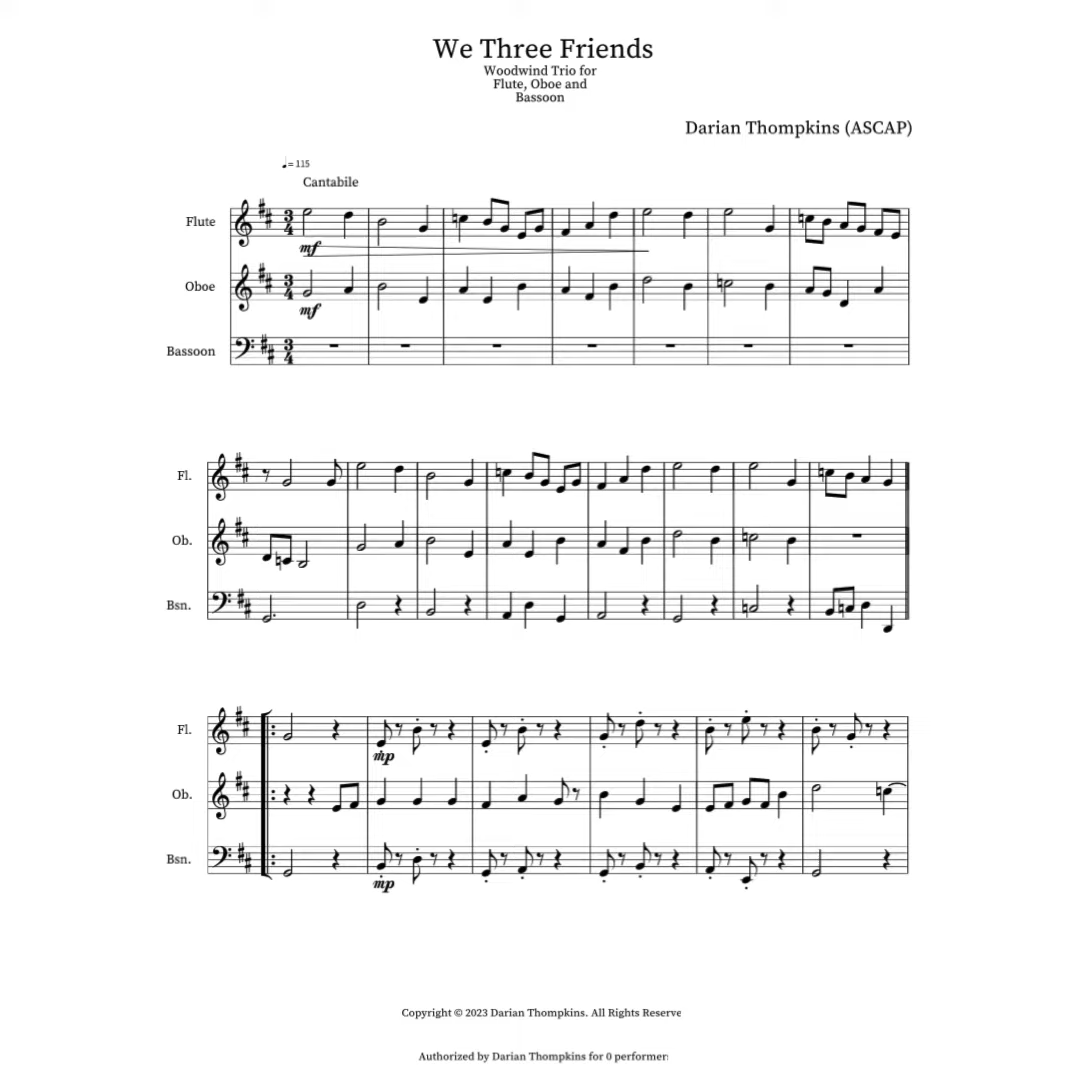 We Three Friends
Woodwind Trio for
Flute, Oboe and
Bassoon
Darian Thompkins (ASCAP)
♩= 115
Cantabile
Flute
mf
Oboe
mf
Bassoon
Fl.
Ob.
Bsn.
Fl.
mp
Ob.
Bsn.
mp
Copyright © 2023 Darian Thompkins. All Rights Reserve
Authorized by Darian Thompkins for 0 performer